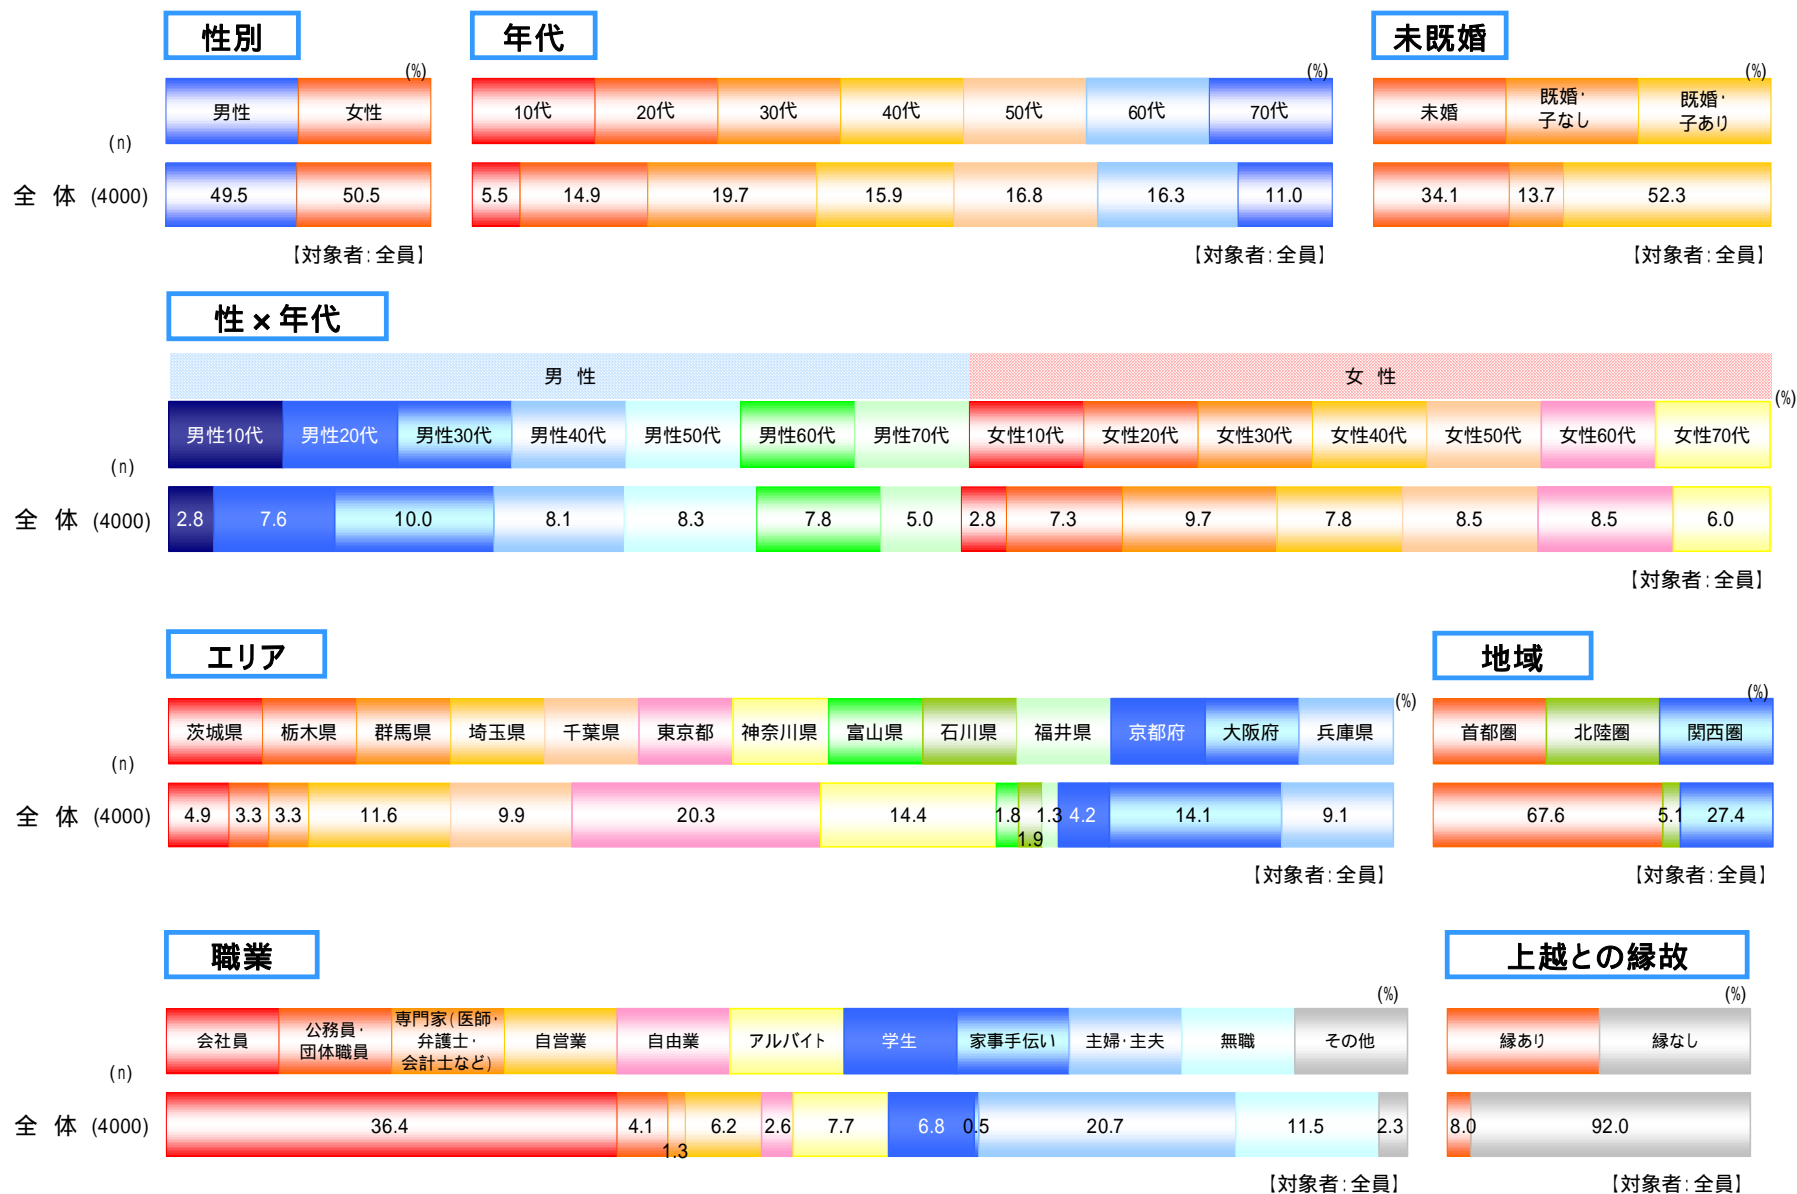 性別
年代
未既婚
(%)
(%)
(%)
男性 女性
10代 20代 30代 40代 50代 60代 70代
未婚 既婚・子なし 既婚・子あり
(n)
全 体 (4000) 49.5 50.5
5.5 14.9 19.7 15.9 16.8 16.3 11.0
34.1 13.7 52.3
【対象者:全員】
【対象者:全員】
【対象者:全員】
性×年代
男 性 女 性
(%)
男性10代 男性20代 男性30代 男性40代 男性50代 男性60代 男性70代 女性10代 女性20代 女性30代 女性40代 女性50代 女性60代 女性70代
(n)
全 体 (4000) 2.8 7.6 10.0 8.1 8.3 7.8 5.0 2.8 7.3 9.7 7.8 8.5 8.5 6.0
【対象者:全員】
エリア
地域
(%)
(%)
茨城県 栃木県 群馬県 埼玉県 千葉県 東京都 神奈川県 富山県 石川県 福井県 京都府 大阪府 兵庫県
首都圏 北陸圏 関西圏
(n)
全 体 (4000) 4.9 3.3 3.3 11.6 9.9 20.3 14.4 1.8 1.9 1.3 4.2 14.1 9.1
67.6 5.1 27.4
【対象者:全員】
【対象者:全員】
職業
上越との縁故
(%)
(%)
会社員 公務員・団体職員 専門家(医師・弁護士・会計士など) 自営業 自由業 アルバイト 学生 家事手伝い 主婦・主夫 無職 その他
縁あり 縁なし
(n)
全 体 (4000) 36.4 4.1 1.3 6.2 2.6 7.7 6.8 0.5 20.7 11.5 2.3
8.0 92.0
【対象者:全員】
【対象者:全員】